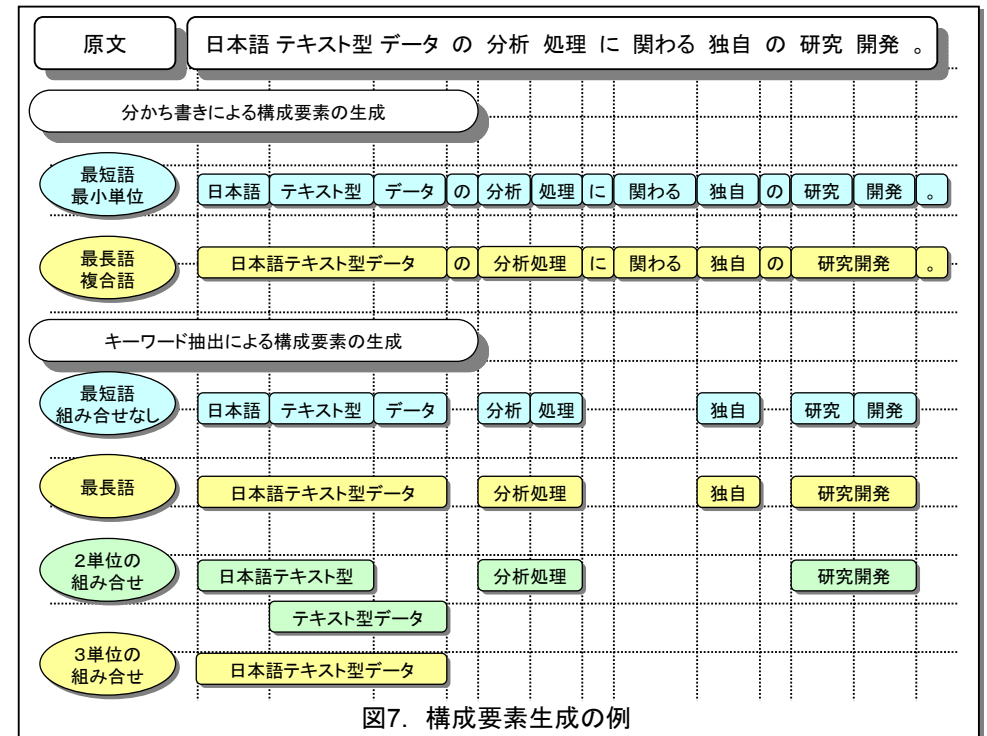 原文 日本語 テキスト型 データ の 分析 処理 に 関わる 独自 の 研究 開発 。
分かち書きによる構成要素の生成
最短語
最小単位
日本語 テキスト型 データ の 分析 処理 に 関わる 独自 の 研究 開発 。
最長語
複合語
日本語テキスト型データ の 分析処理 に 関わる 独自 の 研究開発 。
キーワード抽出による構成要素の生成
最短語
組み合せなし
日本語 テキスト型 データ 分析 処理 独自 研究 開発
最長語 日本語テキスト型データ 分析処理 独自 研究開発
2単位の
組み合せ
日本語テキスト型 分析処理 研究開発
テキスト型データ
3単位の
組み合せ
日本語テキスト型データ
図7. 構成要素生成の例